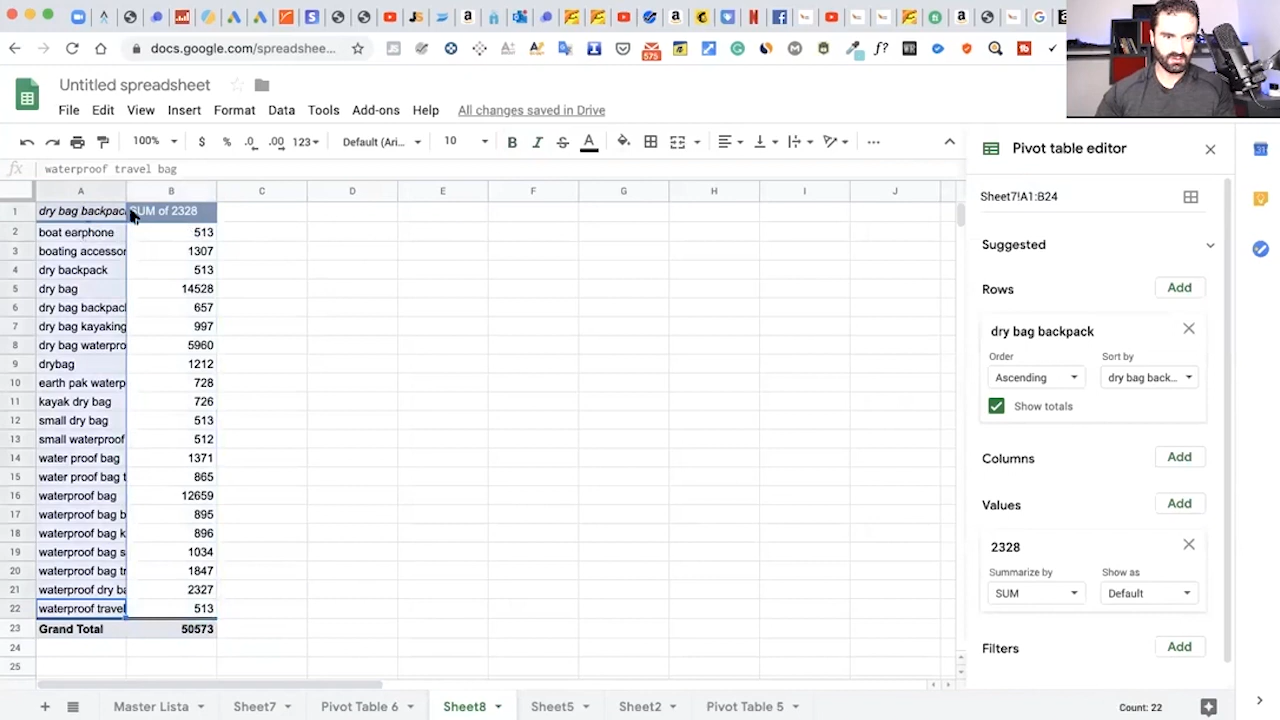 docs.google.com/spreadshee...
575
Untitled spreadsheet
File Edit View Insert Format Data Tools Add-ons Help All changes saved in Drive
100% $ % .0 .00 123 Default (Ari... 10 B I S A
fx waterproof travel bag
A B C D E F G H I J
1 dry bag backpac SUM of 2328
2 boat earphone 513
3 boating accessor 1307
4 dry backpack 513
5 dry bag 14528
6 dry bag backpacl 657
7 dry bag kayaking 997
8 dry bag waterpro 5960
9 drybag 1212
10 earth pak waterp 728
11 kayak dry bag 726
12 small dry bag 513
13 small waterproof 512
14 water proof bag 1371
15 water proof bag t 865
16 waterproof bag 12659
17 waterproof bag b 895
18 waterproof bag k 896
19 waterproof bag s 1034
20 waterproof bag tr 1847
21 waterproof dry ba 2327
22 waterproof travel 513
23 Grand Total 50573
24
25
Pivot table editor
Sheet7!A1:B24
Suggested
Rows Add
dry bag backpack
Order Sort by
Ascending dry bag back...
Show totals
Columns Add
Values Add
2328
Summarize by Show as
SUM Default
Filters Add
Master Lista Sheet7 Pivot Table 6 Sheet8 Sheet5 Sheet2 Pivot Table 5 Count: 22